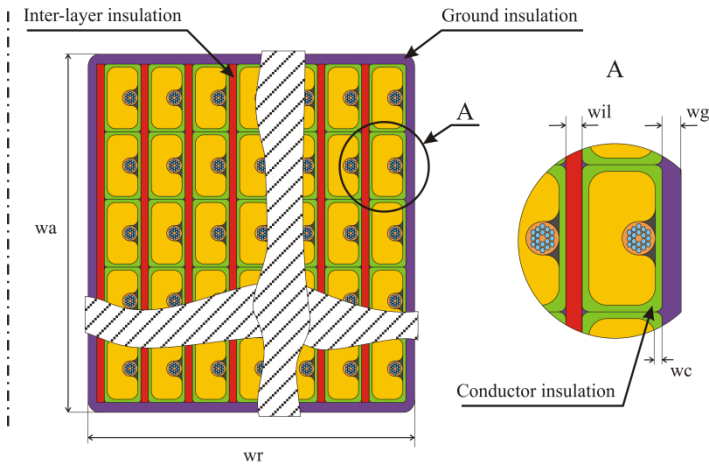 Inter-layer insulation
Ground insulation
A
A
wil
wg
wa
Conductor insulation
wc
wr